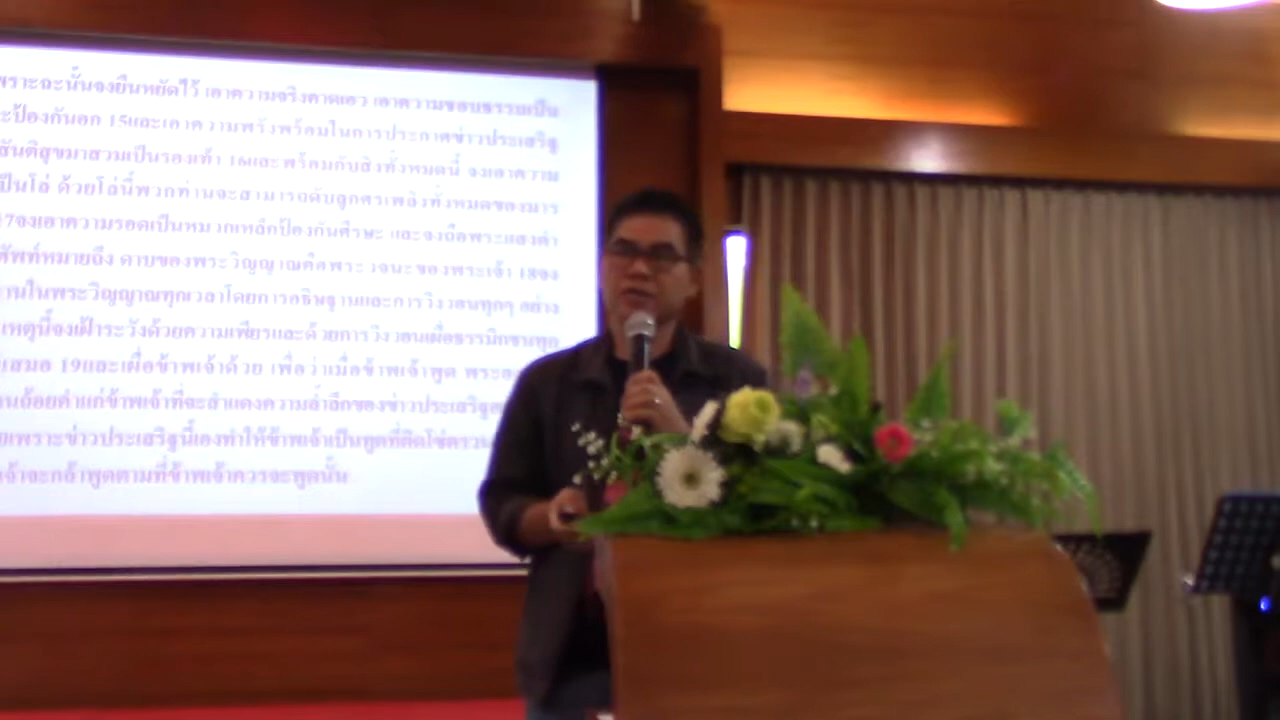 พราะฉะนั้นจงยืนหยัดไว้ เอาความจริงคาดเอว เอาความชอบธรรมเป็น
ะป้องกันอก 15และเอาความพรั่งพร้อมในการประกาศข่าวประเสริฐ
สันติสุขมาสวมเป็นรองเท้า 16และพร้อมกับสิ่งทั้งหมดนี้ จงเอาความ
ป็นโล่ ด้วยโล่นี้พวกท่านจะสามารถดับลูกศรเพลิงทั้งหมดของมาร
17จงเอาความรอดเป็นหมวกเหล็กป้องกันศีรษะ และจงถือพระแสงคำ
ศัพท์หมายถึง ดาบของพระวิญญาณคือพระวจนะของพระเจ้า 18จง
านในพระวิญญาณทุกเวลาโดยการอธิษฐานและการวิงวอนทุกๆ อย่าง
เหตุนี้จงเฝ้าระวังด้วยความเพียรและด้วยการวิงวอนเผื่อธรรมิกชนทุก
เสมอ 19และเผื่อข้าพเจ้าด้วย เพื่อว่าเมื่อข้าพเจ้าพูด พระ
านถ้อยคำแก่ข้าพเจ้าที่จะสำแดงความล้ำลึกของข่าวประเสริฐ
ยเพราะข่าวประเสริฐนี้เองทำให้ข้าพเจ้าเป็นทูตที่ติดโซ่ตรวน
จ้าจะกล้าพูดตามที่ข้าพเจ้าควรจะพูดนั้น